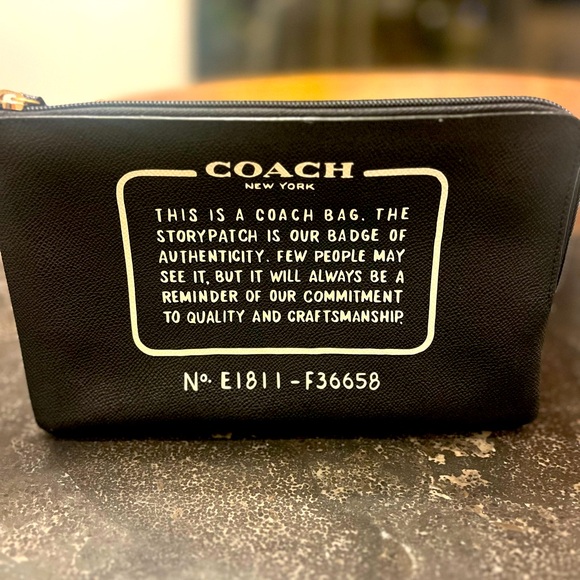 COACH
NEW YORK
THIS IS A COACH BAG. THE
STORYPATCH IS OUR BADGE OF
AUTHENTICITY. FEW PEOPLE MAY
SEE IT, BUT IT WILL ALWAYS BE A
REMINDER OF OUR COMMITMENT
TO QUALITY AND CRAFTSMANSHIP.
No. E1811-F36658